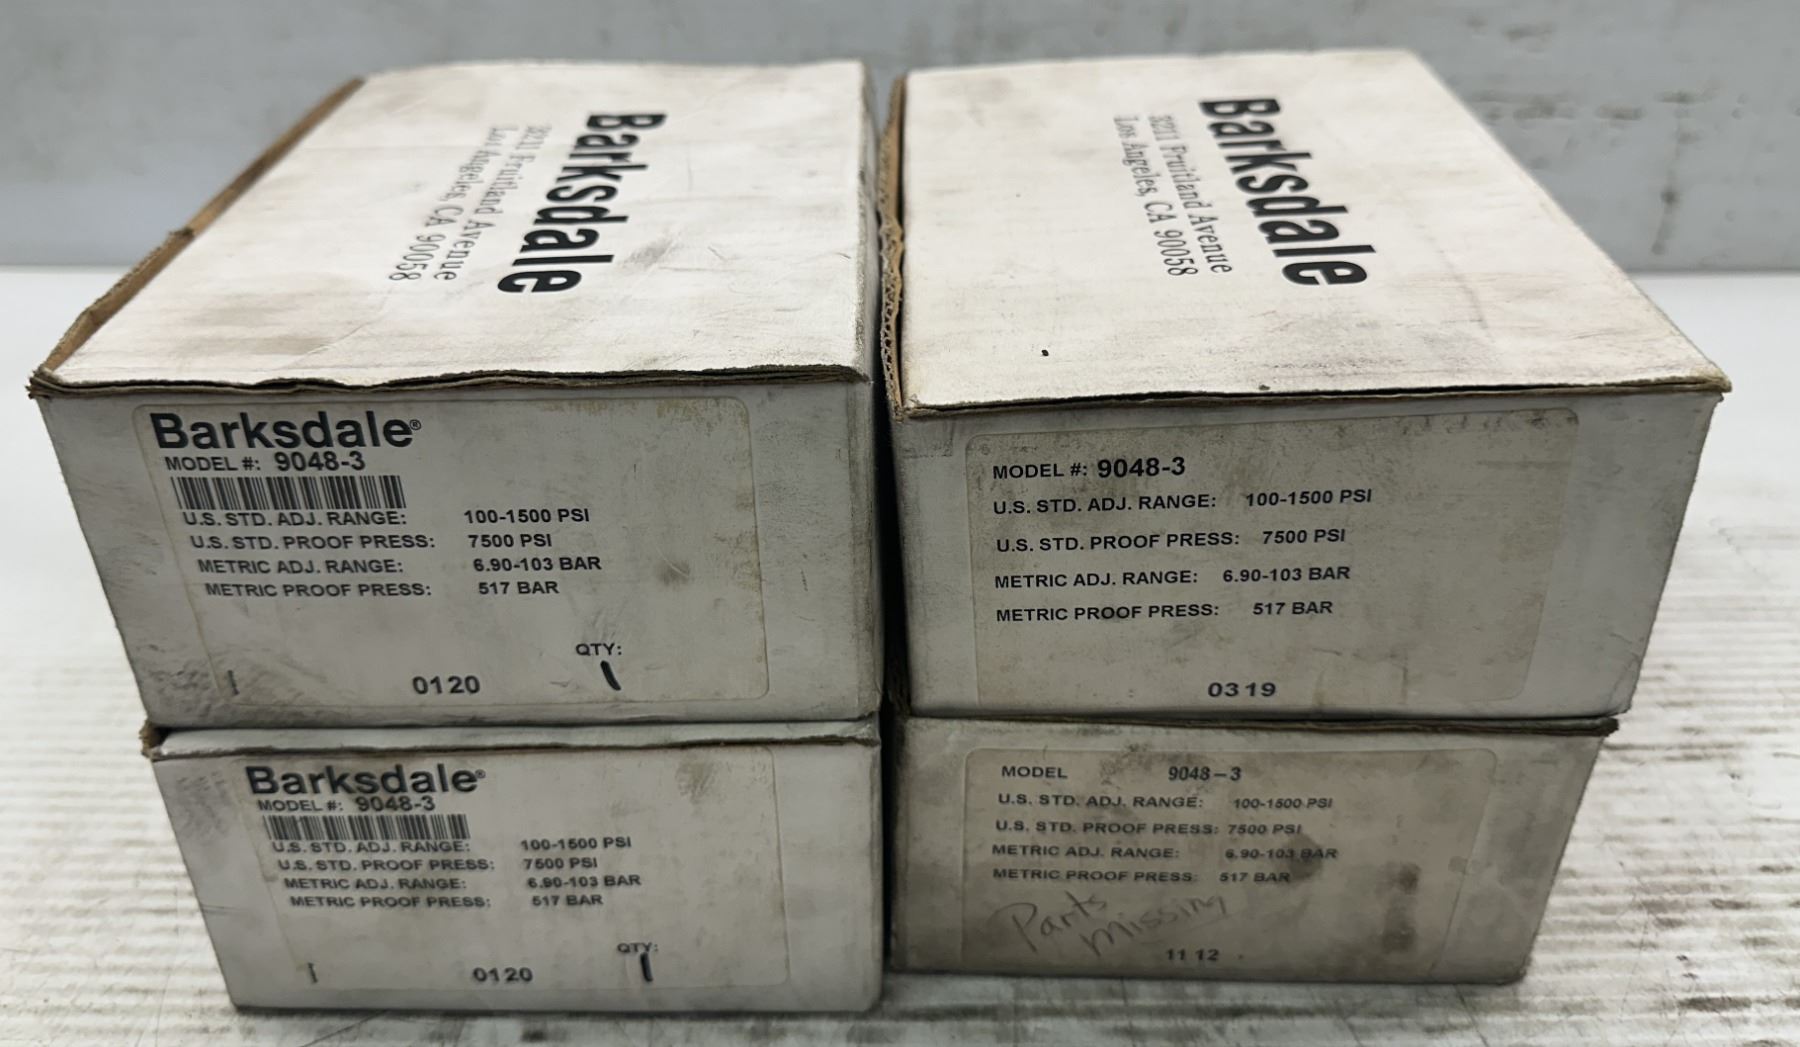 Barksdale
3211 Fruitland Avenue
Los Angeles, CA 90058
Barksdale
3211 Fruitland Avenue
Los Angeles, CA 90058
Barksdale®
MODEL #: 9048-3
U.S. STD. ADJ. RANGE: 100-1500 PSI
U.S. STD. PROOF PRESS: 7500 PSI
METRIC ADJ. RANGE: 6.90-103 BAR
METRIC PROOF PRESS: 517 BAR
QTY:
1 0120 1
MODEL #: 9048-3
U.S. STD. ADJ. RANGE: 100-1500 PSI
U.S. STD. PROOF PRESS: 7500 PSI
METRIC ADJ. RANGE: 6.90-103 BAR
METRIC PROOF PRESS: 517 BAR
0319
Barksdale®
MODEL #: 9048-3
U.S. STD. ADJ. RANGE: 100-1500 PSI
U.S. STD. PROOF PRESS: 7500 PSI
METRIC ADJ. RANGE: 6.90-103 BAR
METRIC PROOF PRESS: 517 BAR
QTY:
1 0120 1
MODEL 9048-3
U.S. STD. ADJ. RANGE: 100-1500 PSI
U.S. STD. PROOF PRESS: 7500 PSI
METRIC ADJ. RANGE: 6.90-103 BAR
METRIC PROOF PRESS: 517 BAR
Parts
Missing
11 12